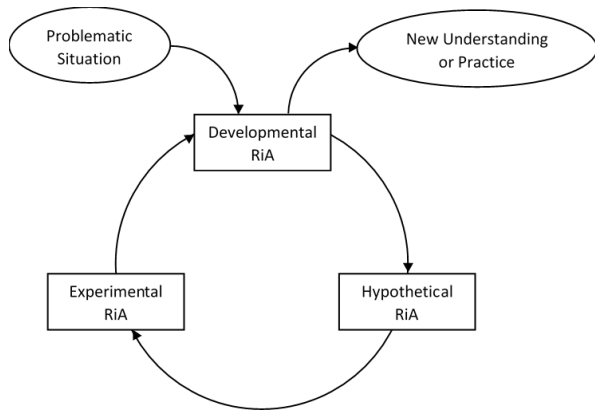 Problematic
Situation
New Understanding
or Practice
Developmental
RiA
Experimental
RiA
Hypothetical
RiA